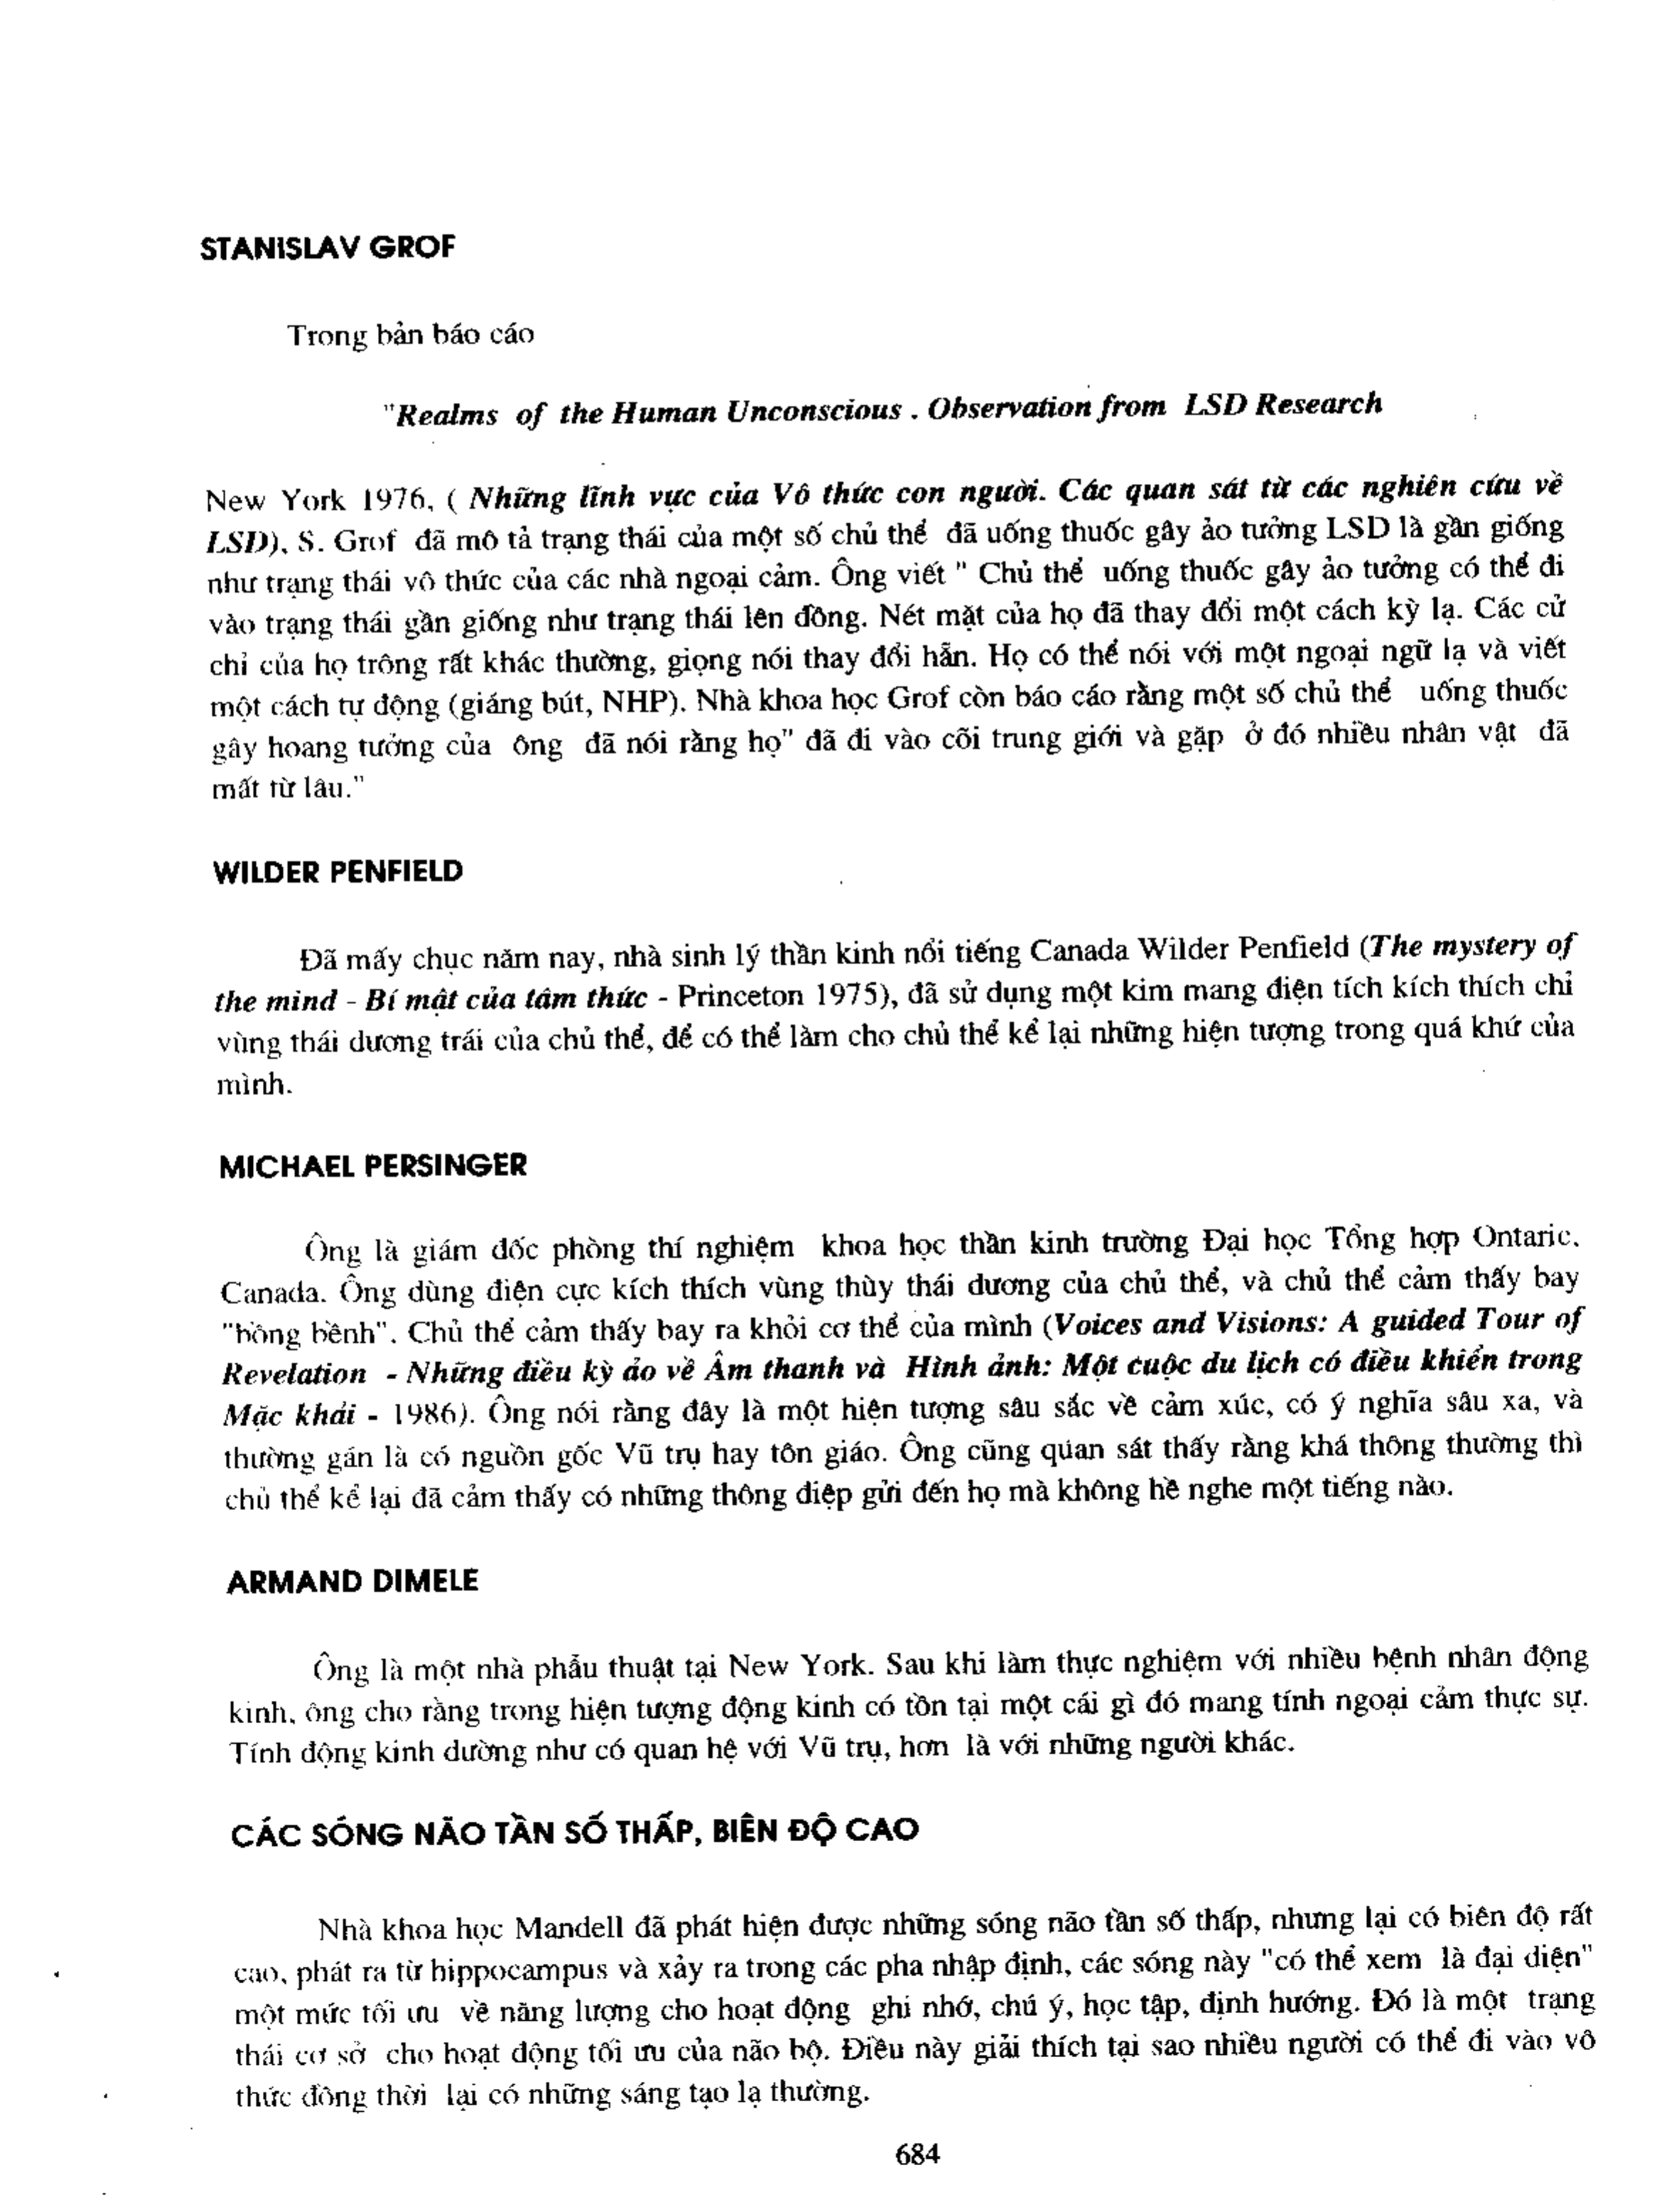 STANISLAV GROF
Trong bản báo cáo
"Realms of the Human Unconscious . Observation from LSD Research
New York 1976, ( Những lĩnh vực của Vô thức con người. Các quan sát từ các nghiên cứu về
LSD), S. Grof đã mô tả trạng thái của một số chủ thể đã uống thuốc gây ảo tưởng LSD là gần giống
như trạng thái vô thức của các nhà ngoại cảm. Ông viết " Chủ thể uống thuốc gây ảo tưởng có thể đi
vào trạng thái gần giống như trạng thái lên đồng. Nét mặt của họ đã thay đổi một cách kỳ lạ. Các cử
chỉ của họ trông rất khác thường, giọng nói thay đổi hẵn. Họ có thể nói với một ngoại ngữ lạ và viết
một cách tự động (giáng bút, NHP). Nhà khoa học Grof còn báo cáo rằng một số chủ thể uống thuốc
gây hoang tưởng của ông đã nói rằng họ" đã đi vào cõi trung giới và gặp ở đó nhiều nhân vật đã
mất từ lâu."
WILDER PENFIELD
Đã mấy chục năm nay, nhà sinh lý thần kinh nổi tiếng Canada Wilder Penfield (The mystery of
the mind - Bí mật của tâm thức - Princeton 1975), đã sử dụng một kim mang điện tích kích thích chỉ
vùng thái dương trái của chủ thể, để có thể làm cho chủ thể kể lại những hiện tượng trong quá khứ của
mình.
MICHAEL PERSINGER
Ông là giám đốc phòng thí nghiệm khoa học thần kinh trường Đại học Tổng hợp Ontaric.
Canada. Ông dùng điện cực kích thích vùng thùy thái dương của chủ thể, và chủ thể cảm thấy bay
"bồng bềnh". Chủ thể cảm thấy bay ra khỏi cơ thể của mình (Voices and Visions: A guided Tour of
Revelation - Những điều kỳ ảo về Âm thanh và Hình ảnh: Một cuộc du lịch có điều khiển trong
Mặc khải - 1986). Ông nói rằng đây là một hiện tượng sâu sắc về cảm xúc, có ý nghĩa sâu xa, và
thường gán là có nguồn gốc Vũ trụ hay tôn giáo. Ông cũng quan sát thấy rằng khá thông thường thì
chủ thể kể lại đã cảm thấy có những thông điệp gửi đến họ mà không hề nghe một tiếng nào.
ARMAND DIMELE
Ông là một nhà phẫu thuật tại New York. Sau khi làm thực nghiệm với nhiều bệnh nhân động
kinh, ông cho rằng trong hiện tượng động kinh có tồn tại một cái gì đó mang tính ngoại cảm thực sự.
Tính động kinh dường như có quan hệ với Vũ trụ, hơn là với những người khác.
CÁC SÓNG NÃO TẦN SỐ THẤP, BIÊN ĐỘ CAO
Nhà khoa học Mandell đã phát hiện được những sóng não tần số thấp, nhưng lại có biên độ rất
cao, phát ra từ hippocampus và xảy ra trong các pha nhập định, các sóng này "có thể xem là đại diện"
một mức tối ưu về năng lượng cho hoạt động ghi nhớ, chú ý, học tập, định hướng. Đó là một trạng
thái cơ sở cho hoạt động tối ưu của não bộ. Điều này giải thích tại sao nhiều người có thể đi vào vô
thức đồng thời lại có những sáng tạo lạ thường.
684